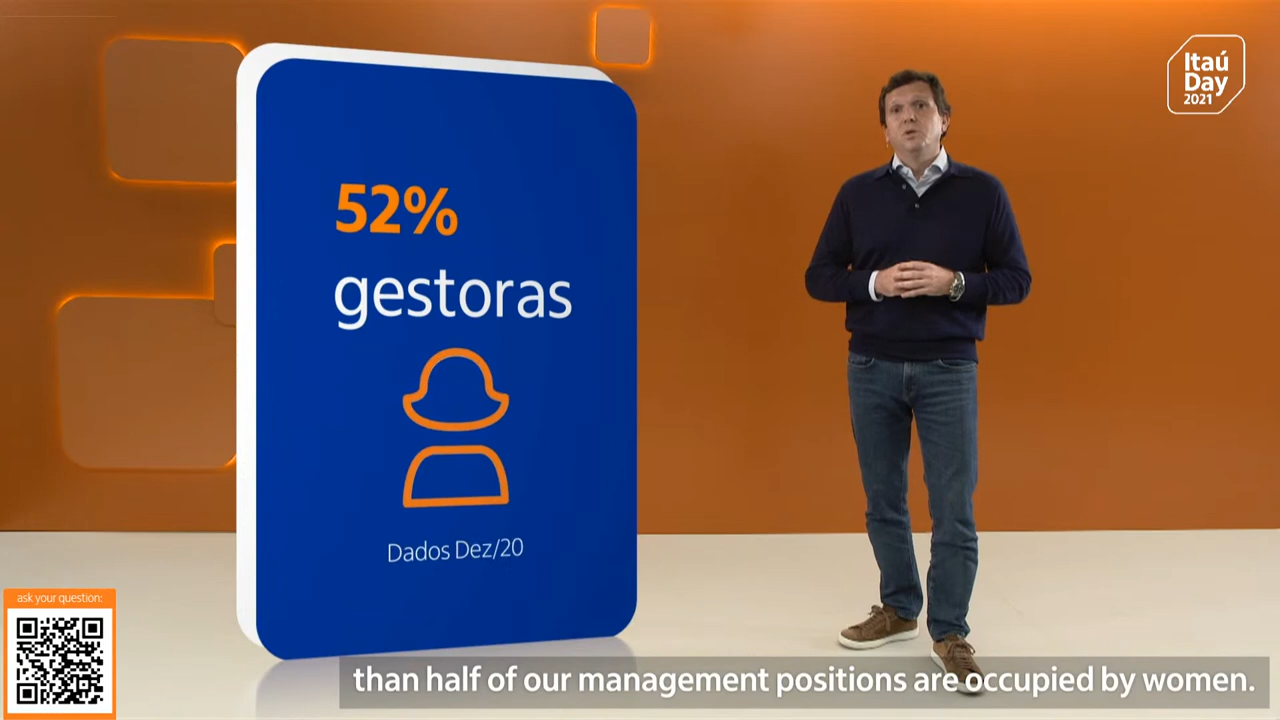 Itaú
Day
2021
52%
gestoras
Dados Dez/20
ask your question:
than half of our management positions are occupied by women.